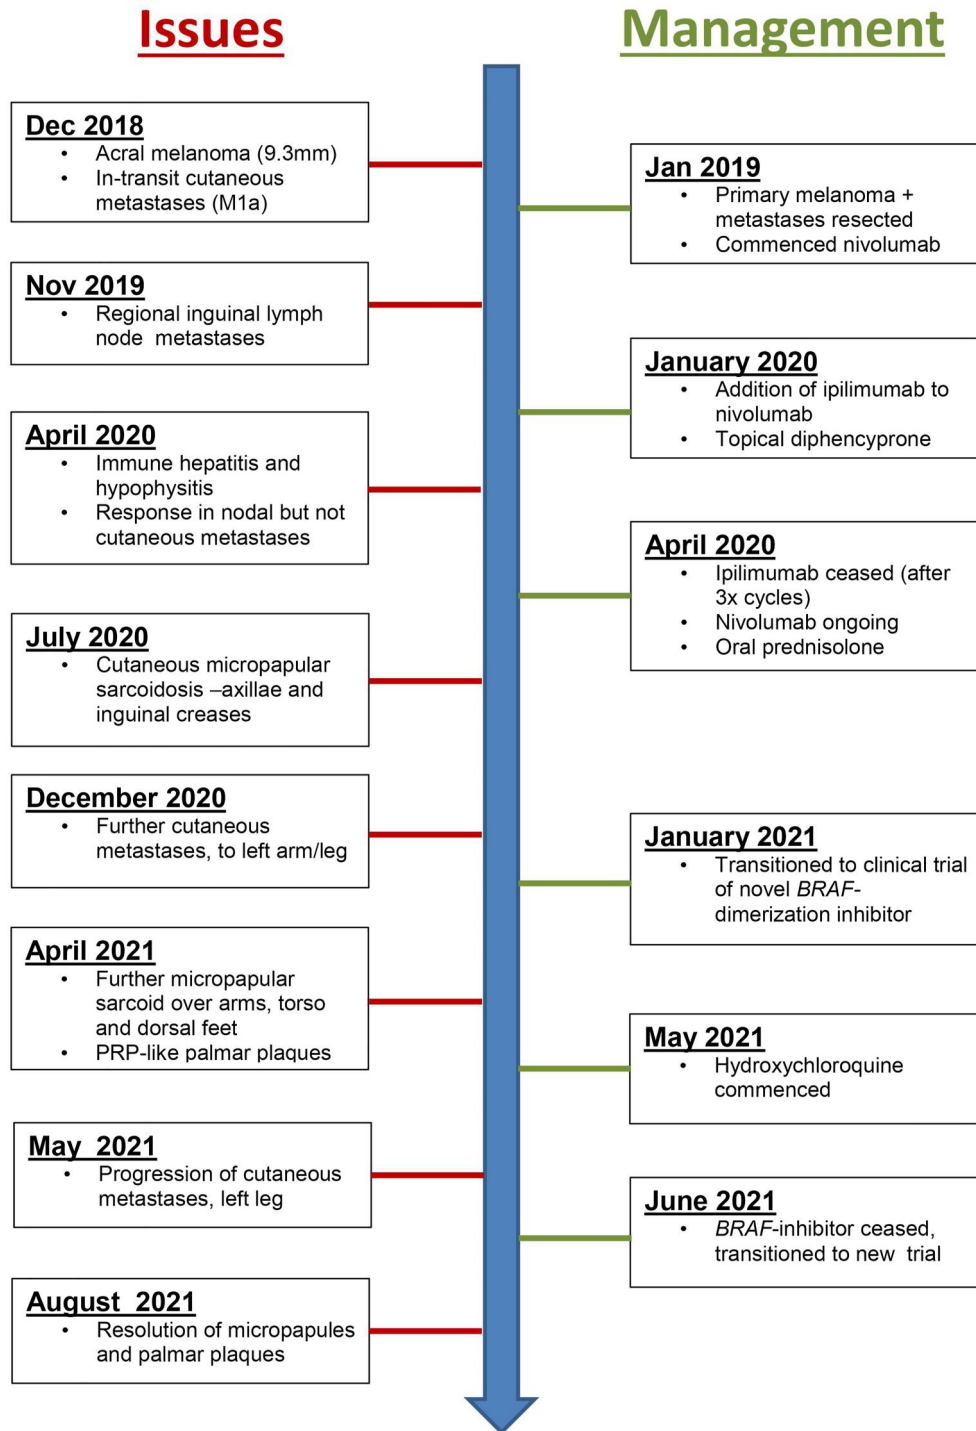 Issues
Management
Dec 2018
• Acral melanoma (9.3mm)
• In-transit cutaneous
metastases (M1a)
Jan 2019
• Primary melanoma +
metastases resected
• Commenced nivolumab
Nov 2019
• Regional inguinal lymph
node metastases
January 2020
• Addition of ipilimumab to
nivolumab
• Topical diphencyprone
April 2020
• Immune hepatitis and
hypophysitis
• Response in nodal but not
cutaneous metastases
April 2020
• Ipilimumab ceased (after
3x cycles)
• Nivolumab ongoing
• Oral prednisolone
July 2020
• Cutaneous micropapular
sarcoidosis –axillae and
inguinal creases
December 2020
• Further cutaneous
metastases, to left arm/leg
January 2021
• Transitioned to clinical trial
of novel BRAF-
dimerization inhibitor
April 2021
• Further micropapular
sarcoid over arms, torso
and dorsal feet
• PRP-like palmar plaques
May 2021
• Hydroxychloroquine
commenced
May 2021
• Progression of cutaneous
metastases, left leg
June 2021
• BRAF-inhibitor ceased,
transitioned to new trial
August 2021
• Resolution of micropapules
and palmar plaques